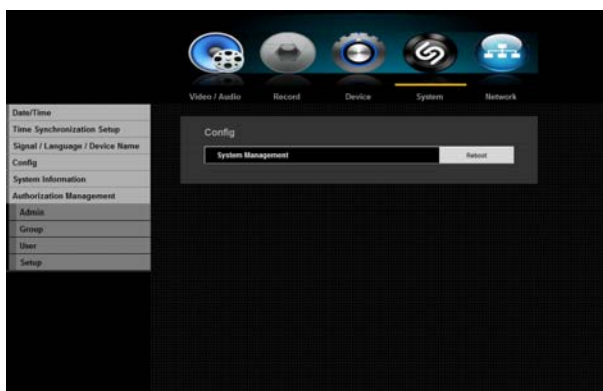 Video / Audio
Record
Device
System
Network
Date/Time
Time Synchronization Setup
Signal / Language / Device Name
Config
System Information
Authorization Management
Admin
Group
User
Setup
Config
System Management
Reboot